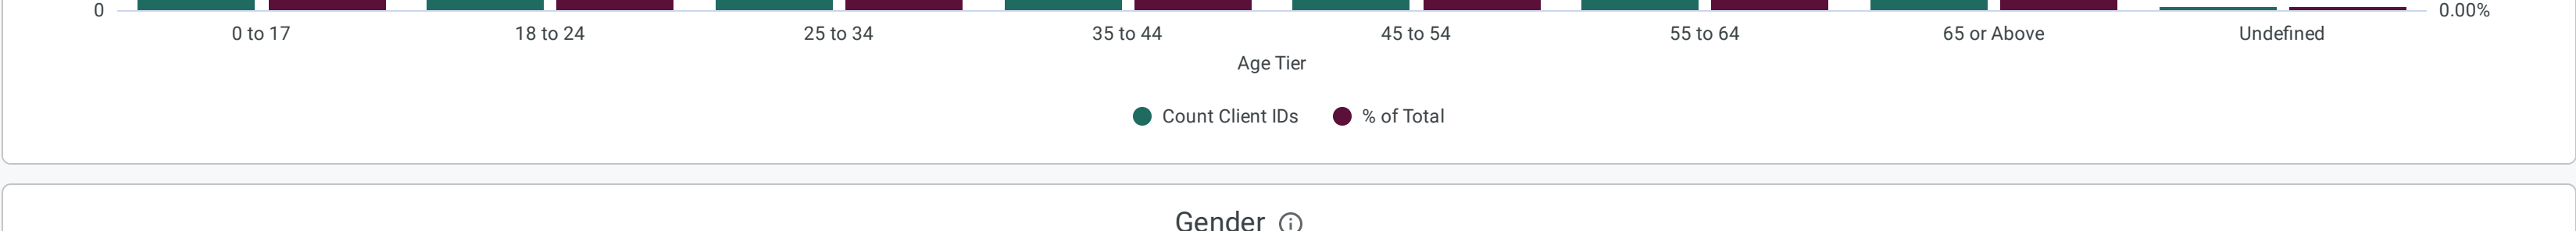 0 0.00%
0 to 17 18 to 24 25 to 34 35 to 44 45 to 54 55 to 64 65 or Above Undefined
Age Tier
Count Client IDs % of Total
Gender